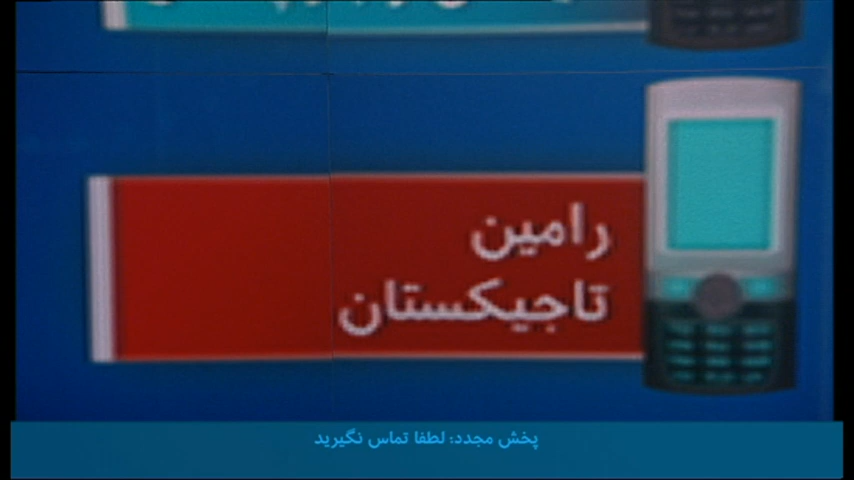 رامین
تاجیکستان
پخش مجدد: لطفا تماس نگیرید